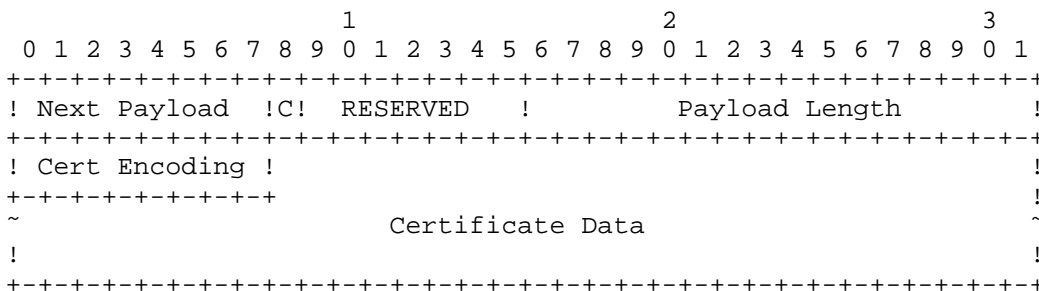 1                   2                   3
 0 1 2 3 4 5 6 7 8 9 0 1 2 3 4 5 6 7 8 9 0 1 2 3 4 5 6 7 8 9 0 1
+-+-+-+-+-+-+-+-+-+-+-+-+-+-+-+-+-+-+-+-+-+-+-+-+-+-+-+-+-+-+-+-+
! Next Payload  !C!  RESERVED   !         Payload Length        !
+-+-+-+-+-+-+-+-+-+-+-+-+-+-+-+-+-+-+-+-+-+-+-+-+-+-+-+-+-+-+-+-+
! Cert Encoding !                                               !
+-+-+-+-+-+-+-+-+                                               !
~                       Certificate Data                        ~
!                                                               !
+-+-+-+-+-+-+-+-+-+-+-+-+-+-+-+-+-+-+-+-+-+-+-+-+-+-+-+-+-+-+-+-+